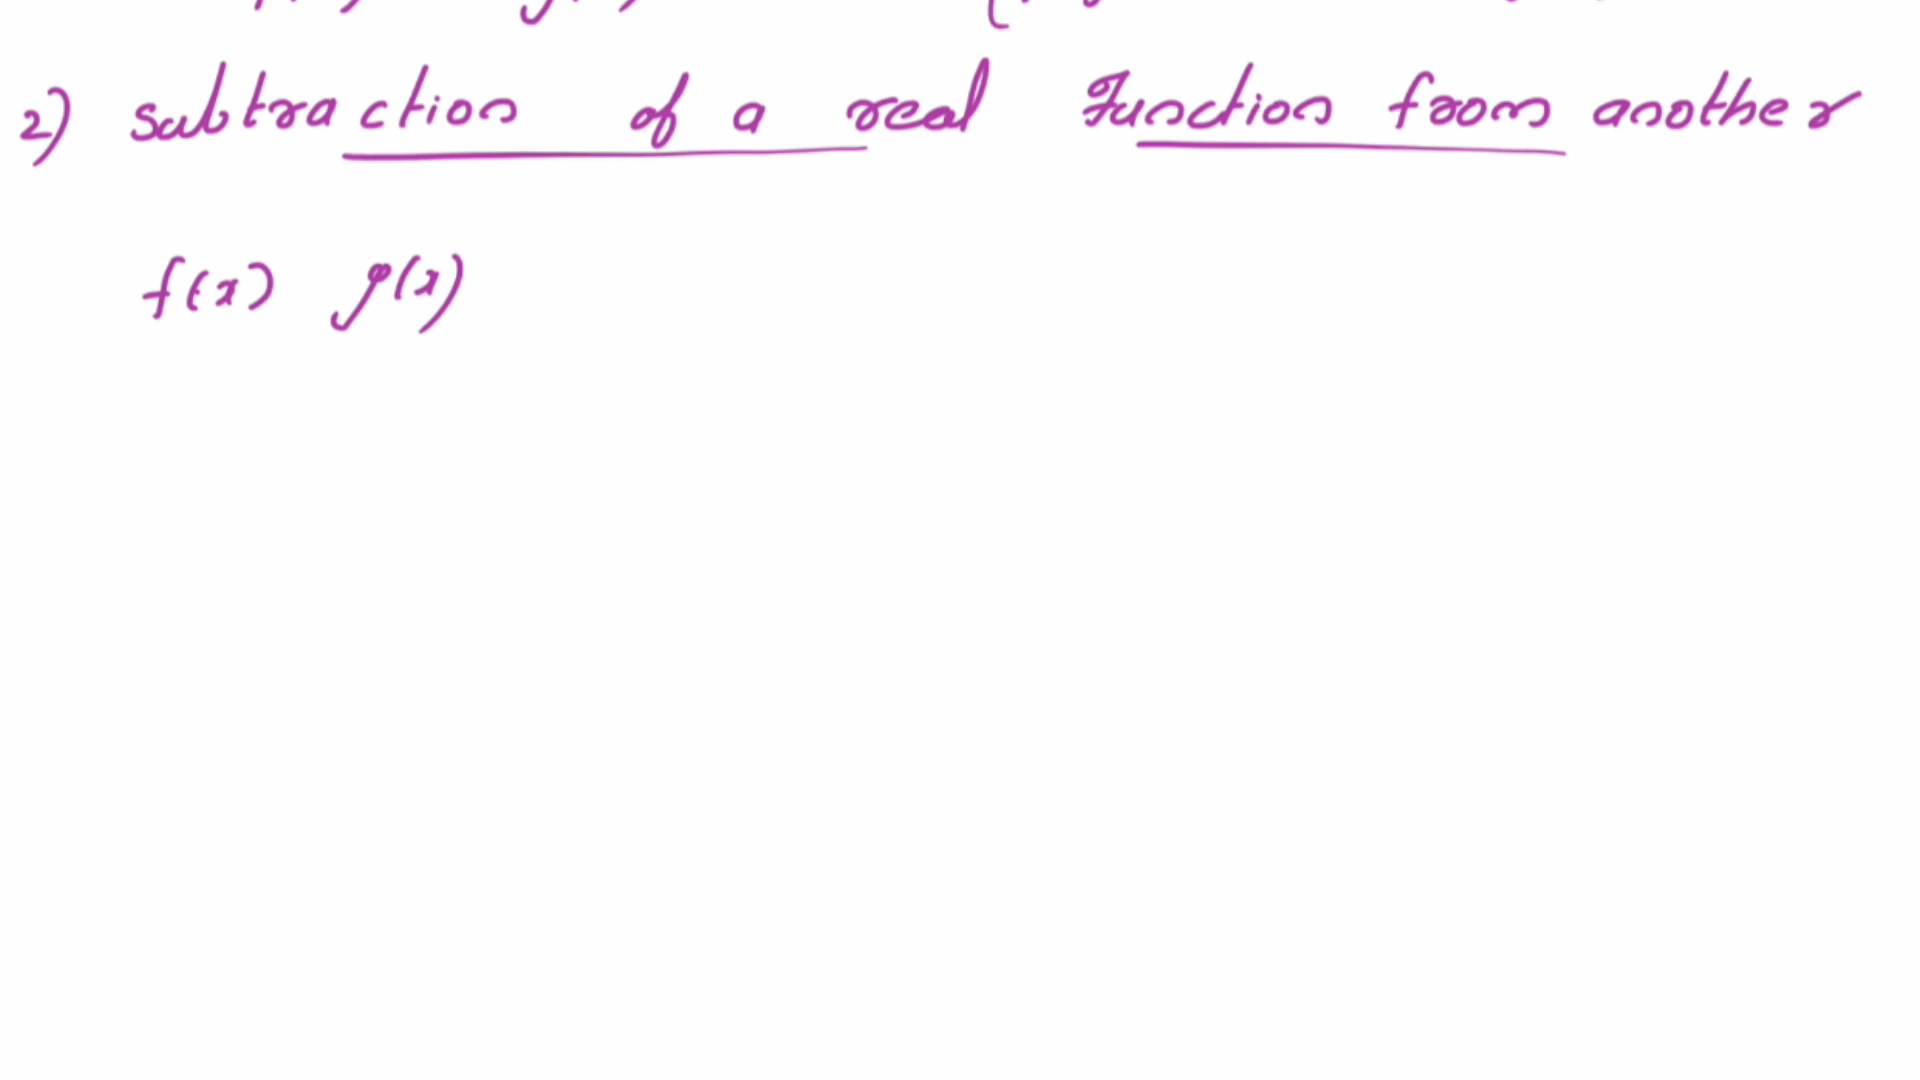 2) subtraction of a real Function from another
f(x) g(x)